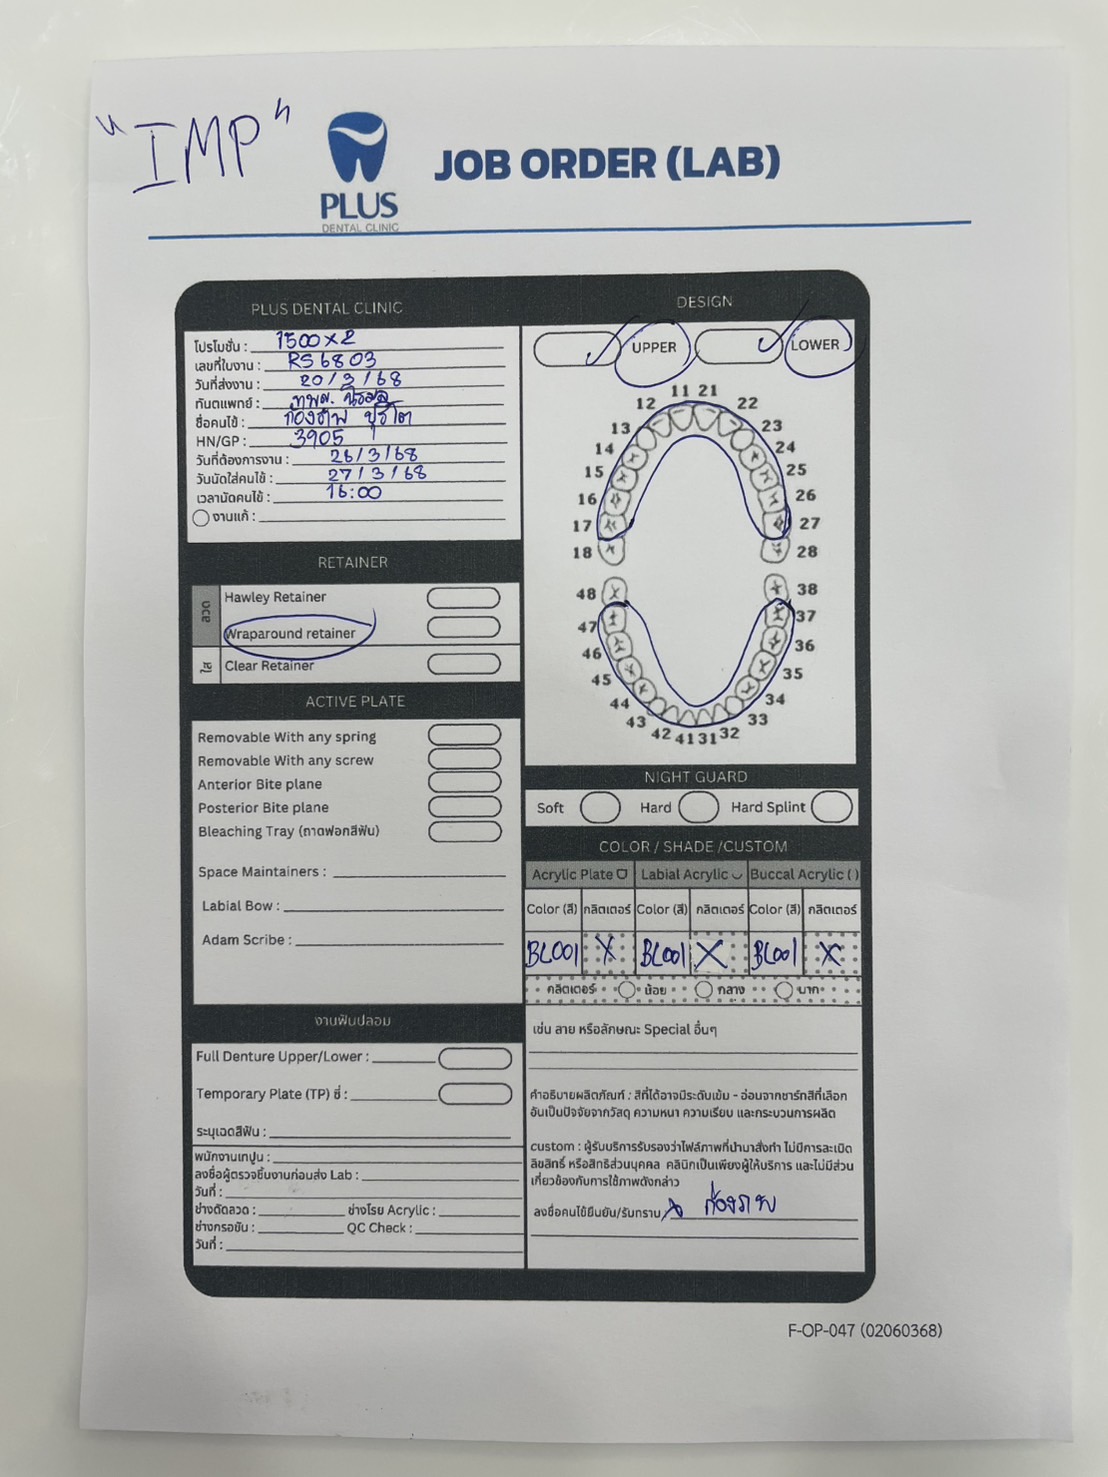 "IMP"
PLUS
DENTAL CLINIC
JOB ORDER (LAB)
PLUS DENTAL CLINIC
โปรโมชั่น : 1500x2
เลขที่ใบงาน : RS6803
วันที่ส่งงาน : 20/3/68
ทันตแพทย์ : ทพส.
ชื่อคนไข้ :
HN/GP : 3905
วันที่ต้องการงาน : 26/3/68
วันนัดใส่คนไข้ : 27/3/68
เวลานัดคนไข้ : 16:00
งานแก้ :
RETAINER
ลวด
Hawley Retainer
Wraparound retainer
ใส
Clear Retainer
ACTIVE PLATE
Removable With any spring
Removable With any screw
Anterior Bite plane
Posterior Bite plane
Bleaching Tray (ถาดฟอกสีฟัน)
Space Maintainers :
Labial Bow :
Adam Scribe :
งานฟันปลอม
Full Denture Upper/Lower :
Temporary Plate (TP) ซี่ :
ระบุเฉดสีฟัน :
พนักงานเทปูน :
ลงชื่อผู้ตรวจชิ้นงานก่อนส่ง Lab :
วันที่ :
ช่างดัดลวด : ช่างโรย Acrylic :
ช่างกรอขัน : QC Check :
วันที่ :
DESIGN
UPPER LOWER
11 21
12 22
13 23
14 24
15 25
16 26
17 27
18 28
48 38
47 37
46 36
45 35
44 34
43 33
42 41 31 32
NIGHT GUARD
Soft Hard Hard Splint
COLOR / SHADE /CUSTOM
Acrylic Plate Labial Acrylic Buccal Acrylic ( )
Color (สี) กลิตเตอร์ Color (สี) กลิตเตอร์ Color (สี) กลิตเตอร์
BL001 X BL001 X BL001 X
กลิตเตอร์ น้อย กลาง มาก
เช่น ลาย หรือลักษณะ Special อื่นๆ
คำอธิบายผลิตภัณฑ์ : สีที่ได้อาจมีระดับเข้ม - อ่อนจากชาร์ทสีที่เลือก
อันเป็นปัจจัยจากวัสดุ ความหนา ความเรียบ และกระบวนการผลิต
custom : ผู้รับบริการรับรองว่าไฟล์ภาพที่นำมาสั่งทำ ไม่มีการละเมิด
ลิขสิทธิ์ หรือสิทธิส่วนบุคคล คลินิกเป็นเพียงผู้ให้บริการ และไม่มีส่วน
เกี่ยวข้องกับการใช้ภาพดังกล่าว
ลงชื่อคนไข้ยืนยัน/รับทราบ
F-OP-047 (02060368)